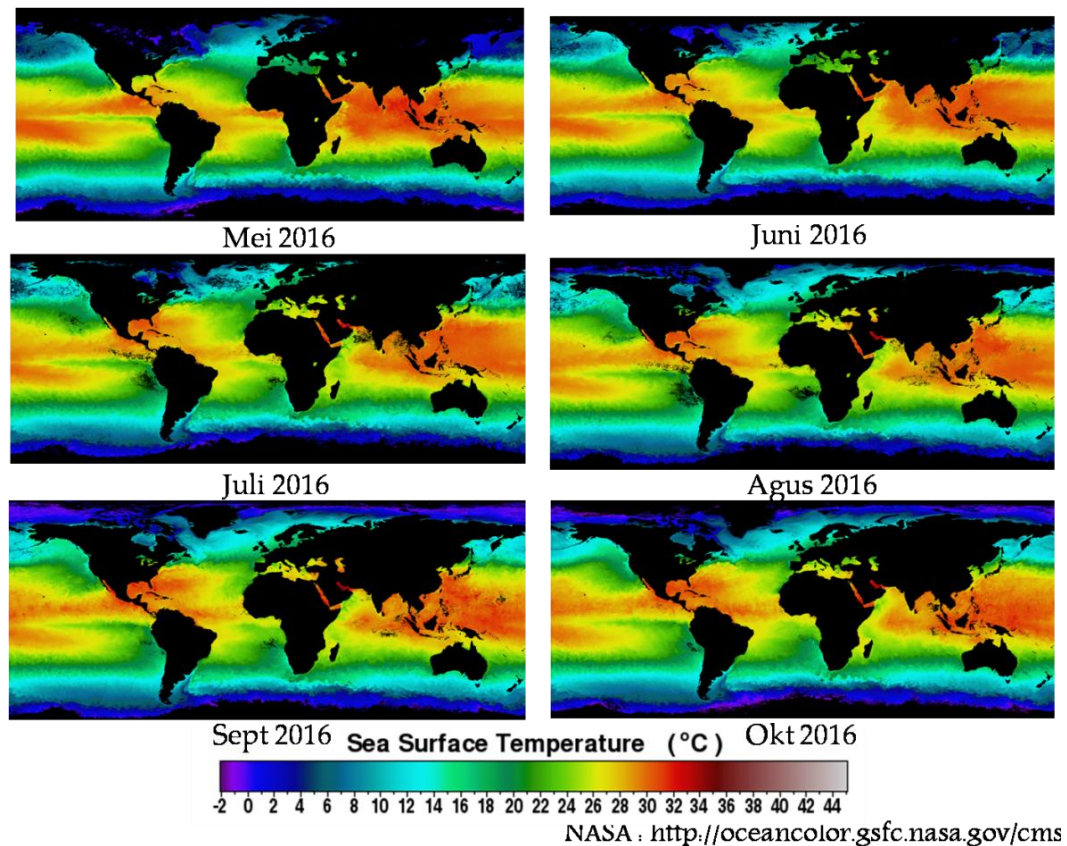 Mei 2016
Juni 2016
Juli 2016
Agus 2016
Sept 2016
Okt 2016
Sea Surface Temperature (°C)
-2 0 2 4 6 8 10 12 14 16 18 20 22 24 26 28 30 32 34 36 38 40 42 44
NASA : http://oceancolor.gsfc.nasa.gov/cms